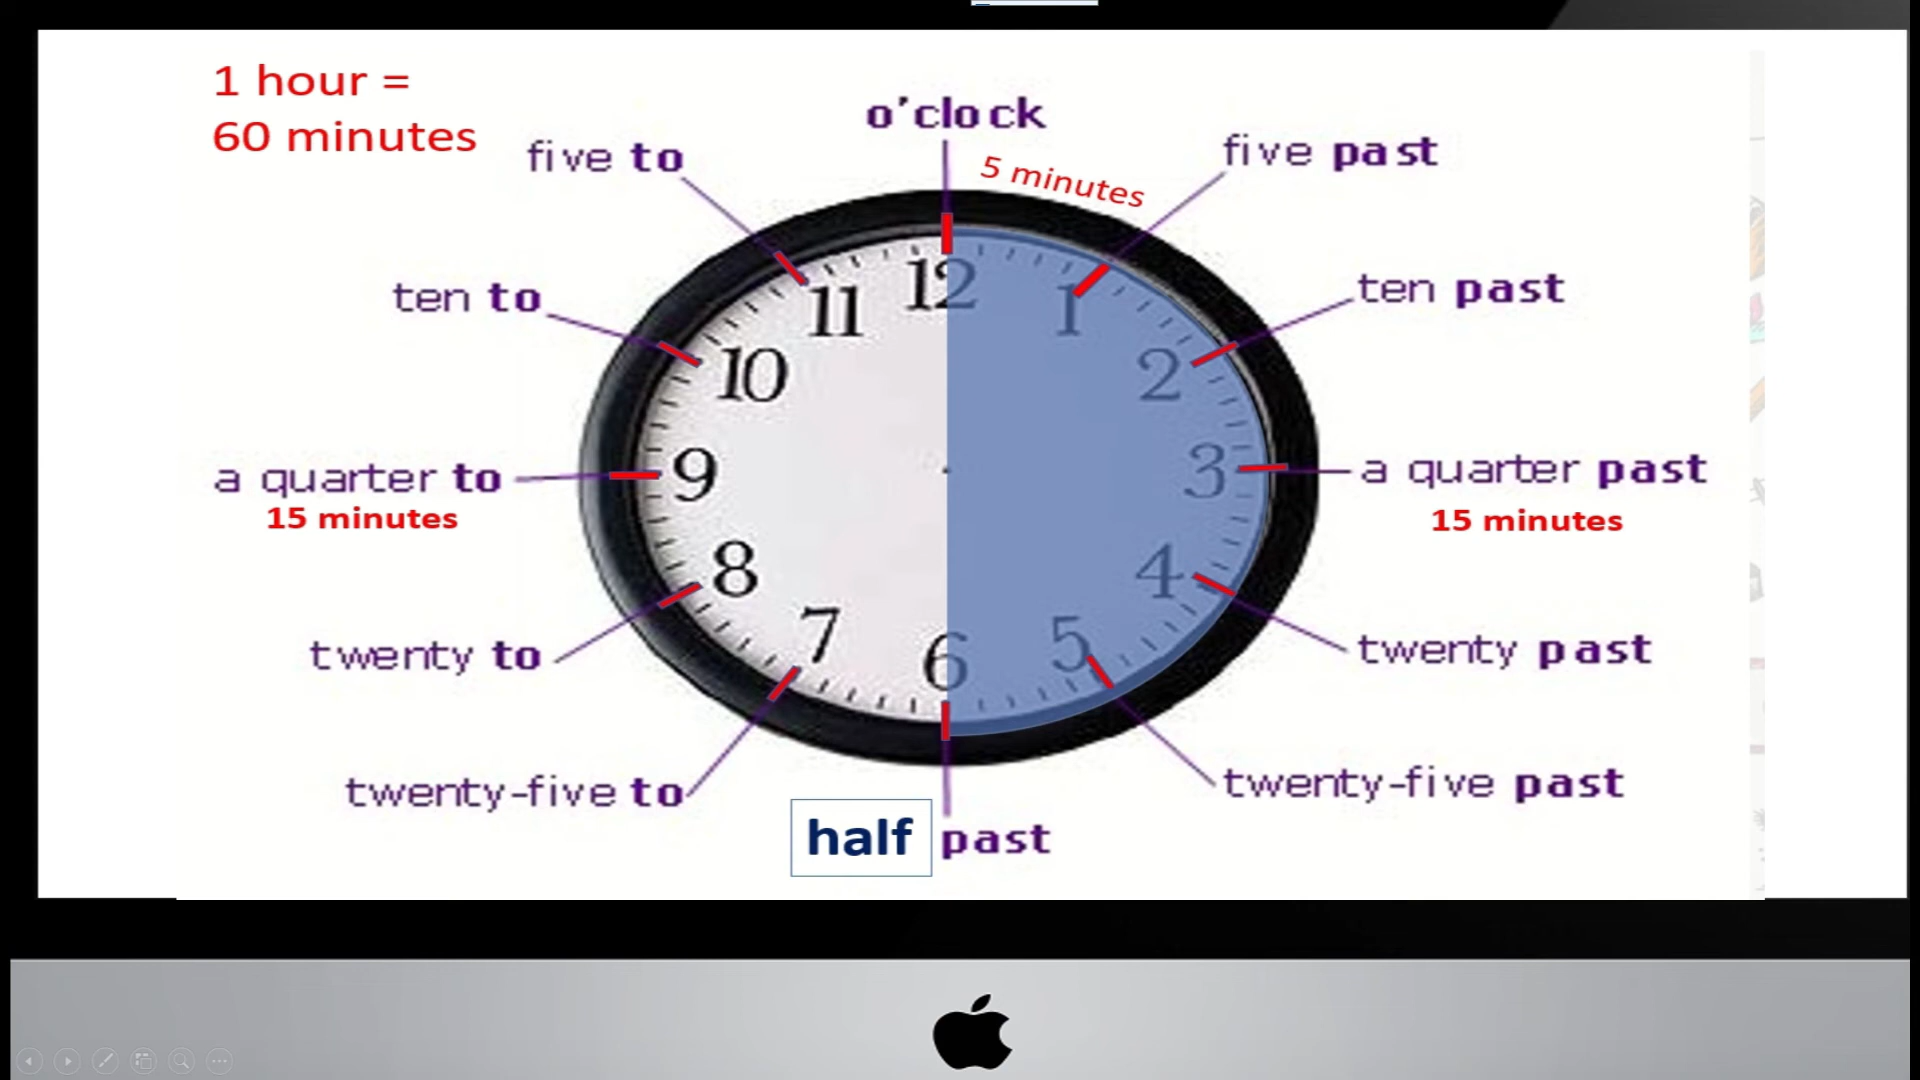 1 hour =
60 minutes
o'clock
five to
5 minutes
five past
ten to
ten past
a quarter to
15 minutes
a quarter past
15 minutes
twenty to
twenty past
twenty-five to
twenty-five past
half past
12
1
2
3
4
5
6
7
8
9
10
11